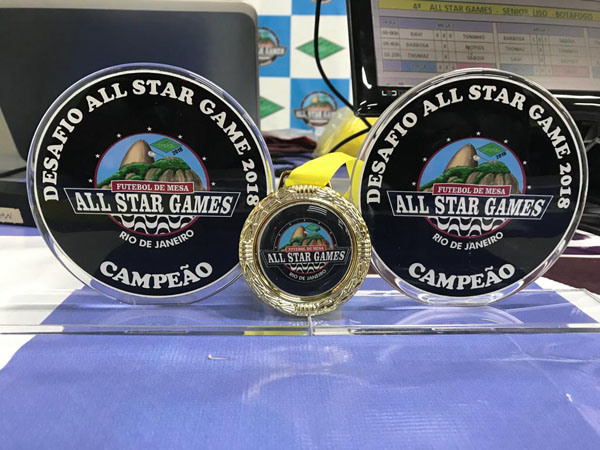 4º ALL STAR GAMES - SENIOR LISO BOTAFOGO
DESAFIO ALL STAR GAME 2018
FUTEBOL DE MESA
ALL STAR GAMES
RIO DE JANEIRO
CAMPEÃO
FUTEBOL DE MESA
ALL STAR GAMES
RIO DE JANEIRO
DESAFIO ALL STAR GAME 2018
FUTEBOL DE MESA
ALL STAR GAMES
RIO DE JANEIRO
CAMPEÃO